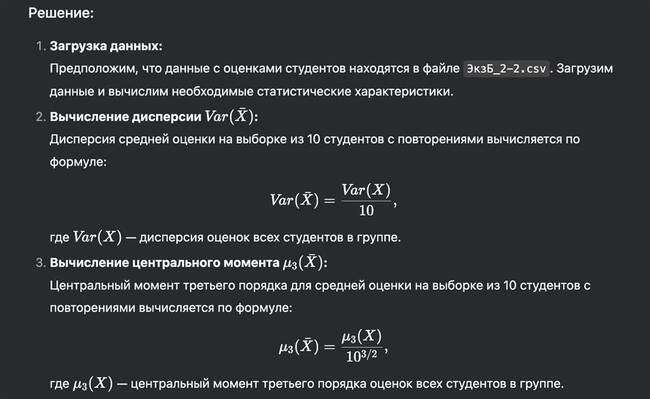 Решение:
1. Загрузка данных:
Предположим, что данные с оценками студентов находятся в файле ЭкзБ_2-2.csv. Загрузим
данные и вычислим необходимые статистические характеристики.
2. Вычисление дисперсии Var(X̄):
Дисперсия средней оценки на выборке из 10 студентов с повторениями вычисляется по
формуле:
Var(X̄) = Var(X)/10,
где Var(X) — дисперсия оценок всех студентов в группе.
3. Вычисление центрального момента μ₃(X̄):
Центральный момент третьего порядка для средней оценки на выборке из 10 студентов с
повторениями вычисляется по формуле:
μ₃(X̄) = μ₃(X)/10^{3/2},
где μ₃(X) — центральный момент третьего порядка оценок всех студентов в группе.